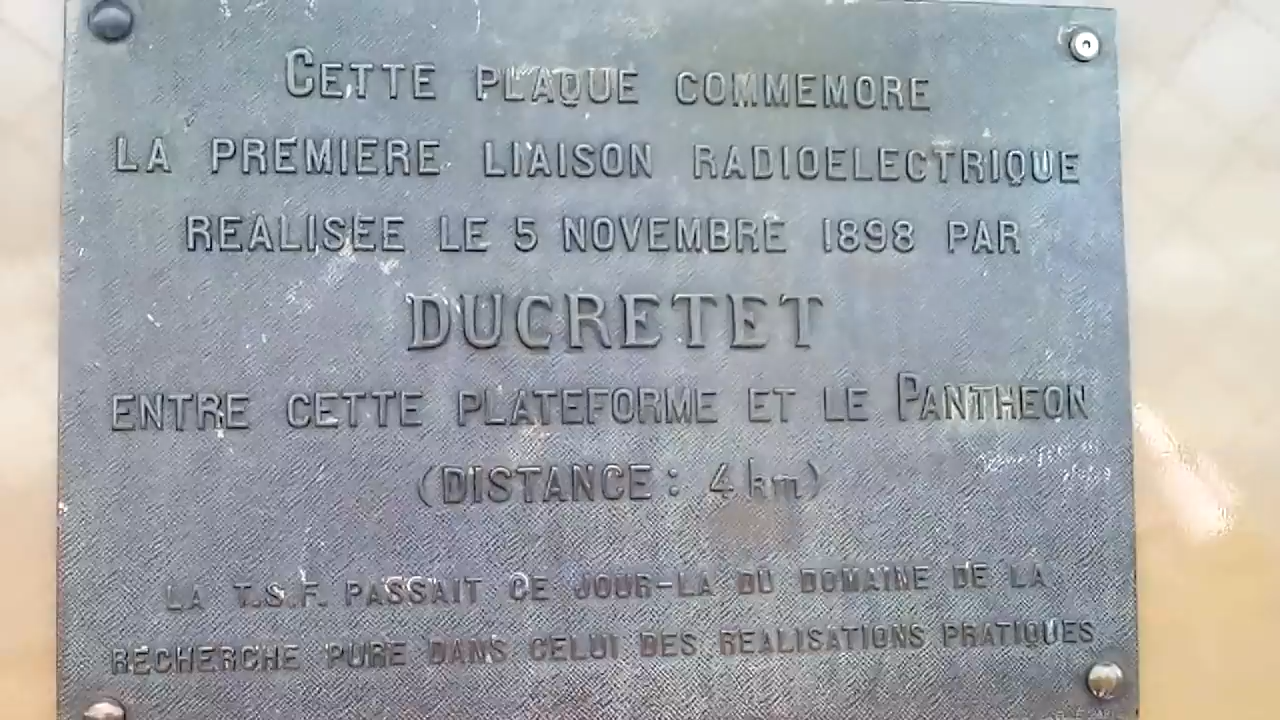 CETTE PLAQUE COMMEMORE
LA PREMIERE LIAISON RADIOELECTRIQUE
REALISEE LE 5 NOVEMBRE 1898 PAR
DUCRETET
ENTRE CETTE PLATEFORME ET LE PANTHEON
(DISTANCE : 4 km)
LA T.S.F. PASSAIT CE JOUR-LA DU DOMAINE DE LA
RECHERCHE PURE DANS CELUI DES REALISATIONS PRATIQUES